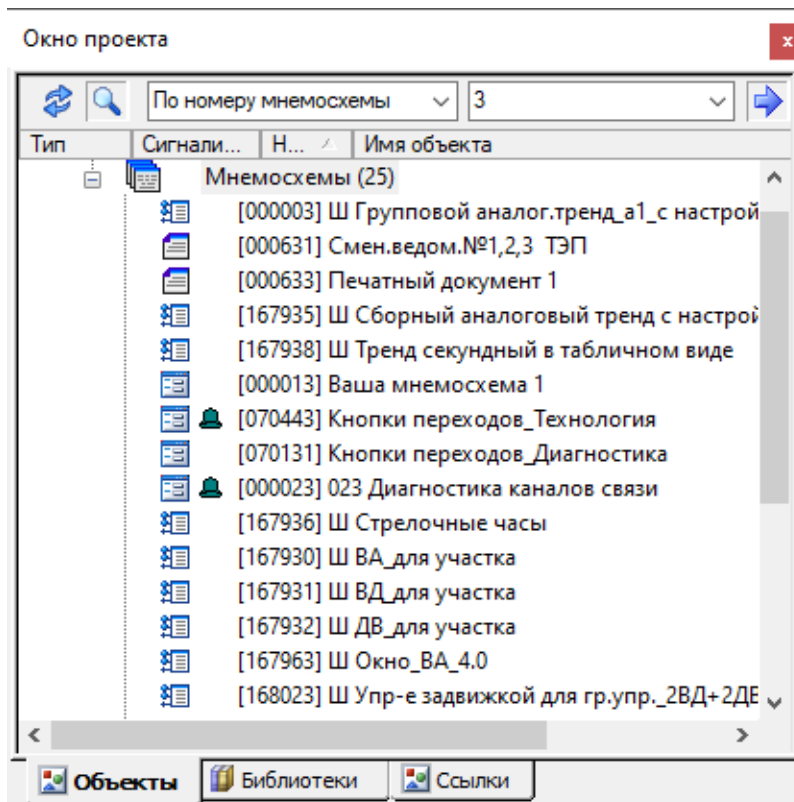 Окно проекта
x
По номеру мнемосхемы 3
Тип Сигнали... Н... Имя объекта
Мнемосхемы (25)
[000003] Ш Групповой аналог.тренд_а1_с настрой
[000631] Смен.ведом.№1,2,3 ТЭП
[000633] Печатный документ 1
[167935] Ш Сборный аналоговый тренд с настрой
[167938] Ш Тренд секундный в табличном виде
[000013] Ваша мнемосхема 1
[070443] Кнопки переходов_Технология
[070131] Кнопки переходов_Диагностика
[000023] 023 Диагностика каналов связи
[167936] Ш Стрелочные часы
[167930] Ш ВА_для участка
[167931] Ш ВД_для участка
[167932] Ш ДВ_для участка
[167963] Ш Окно_ВА_4.0
[168023] Ш Упр-е задвижкой для гр.упр._2ВД+2ДВ
Объекты Библиотеки Ссылки